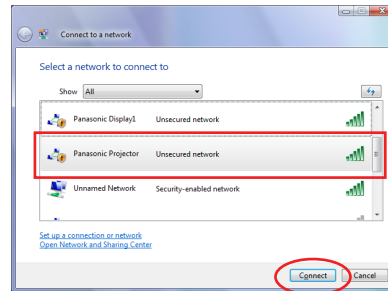 Connect to a network
Select a network to connect to
Show All
Panasonic Display1 Unsecured network
Panasonic Projector Unsecured network
Unnamed Network Security-enabled network
Set up a connection or network
Open Network and Sharing Center
Connect Cancel